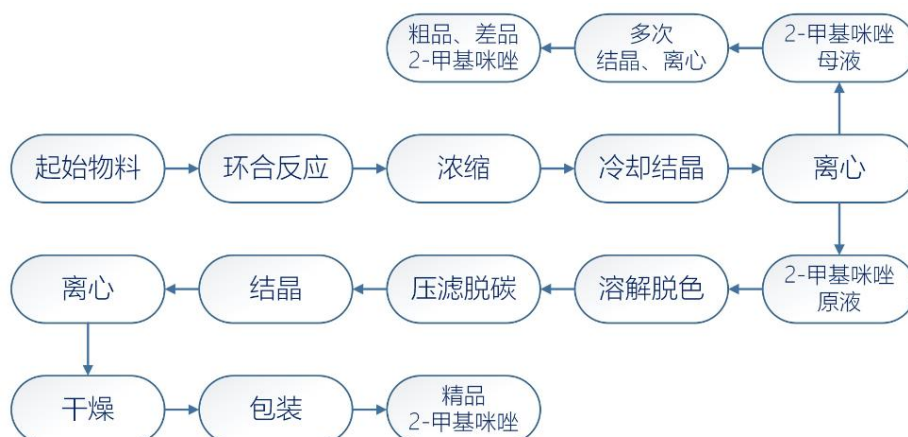 粗品、差品
2-甲基咪唑
多次
结晶、离心
2-甲基咪唑
母液
起始物料
环合反应
浓缩
冷却结晶
离心
离心
结晶
压滤脱碳
溶解脱色
2-甲基咪唑
原液
干燥
包装
精品
2-甲基咪唑